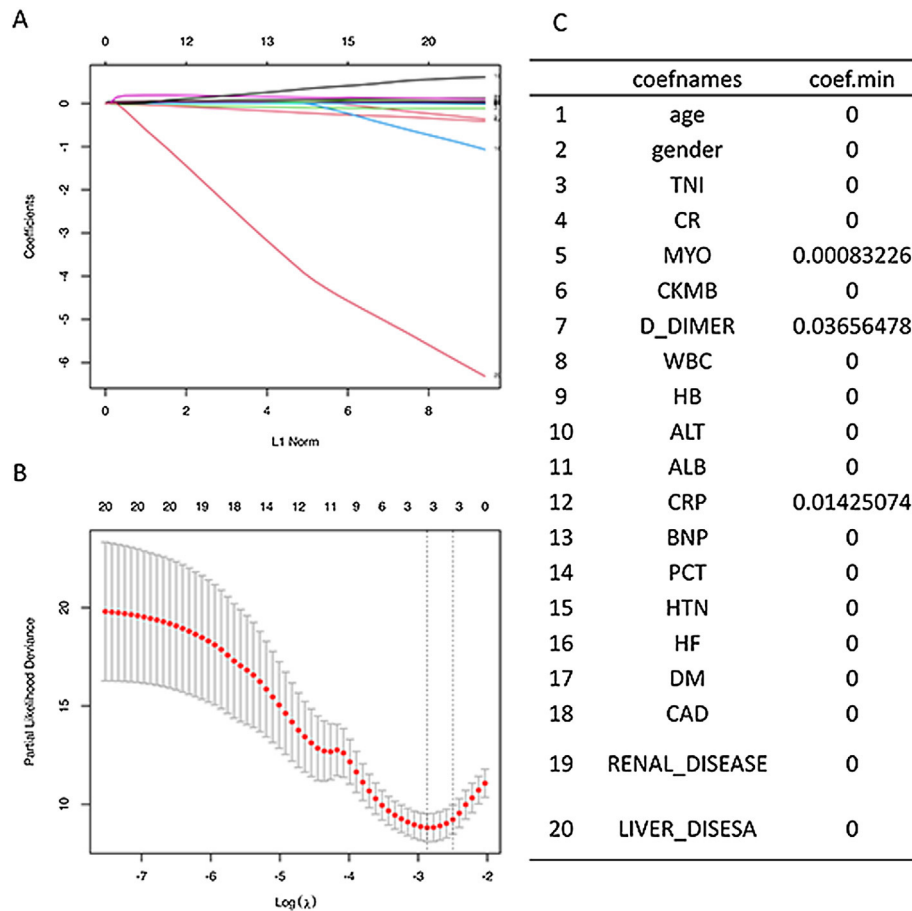 A
0 12 13 15 20
Coefficients
0
-1
-2
-3
-4
-5
-6
0 2 4 6 8
L1 Norm
B
20 20 20 19 18 14 12 11 9 6 3 3 3 0
Partial Likelihood Deviance
20
15
10
-7 -6 -5 -4 -3 -2
Log(λ)
C
coefnames coef.min
1 age 0
2 gender 0
3 TNI 0
4 CR 0
5 MYO 0.00083226
6 CKMB 0
7 D_DIMER 0.03656478
8 WBC 0
9 HB 0
10 ALT 0
11 ALB 0
12 CRP 0.01425074
13 BNP 0
14 PCT 0
15 HTN 0
16 HF 0
17 DM 0
18 CAD 0
19 RENAL_DISEASE 0
20 LIVER_DISESA 0